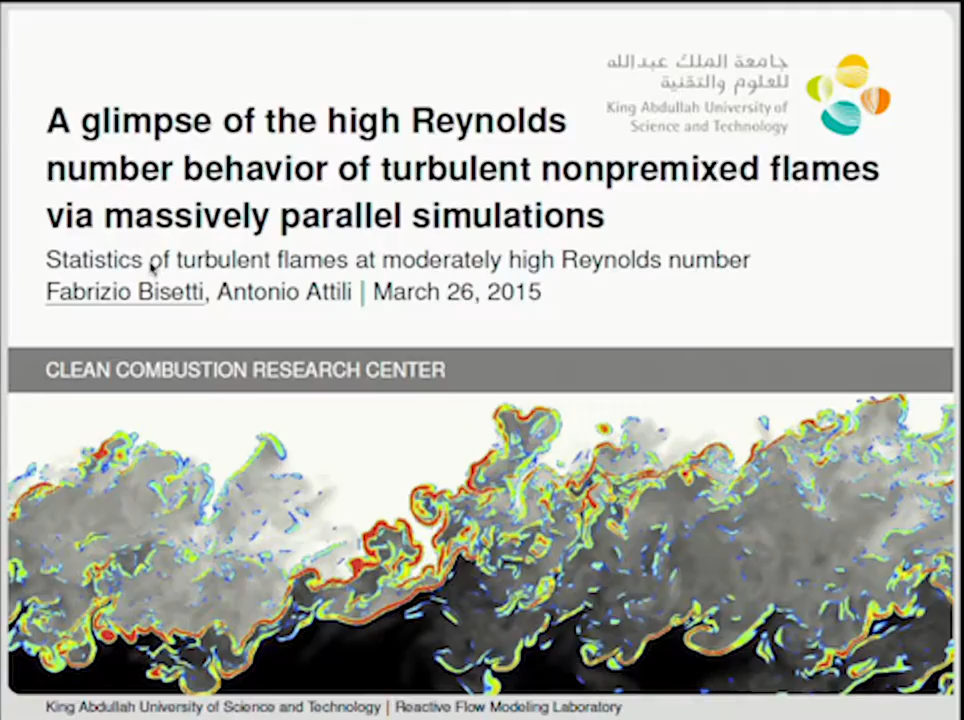 جامعة الملك عبدالله
للعلوم والتقنية
King Abdullah University of
Science and Technology
A glimpse of the high Reynolds
number behavior of turbulent nonpremixed flames
via massively parallel simulations
Statistics of turbulent flames at moderately high Reynolds number
Fabrizio Bisetti, Antonio Attili | March 26, 2015
CLEAN COMBUSTION RESEARCH CENTER
King Abdullah University of Science and Technology | Reactive Flow Modeling Laboratory